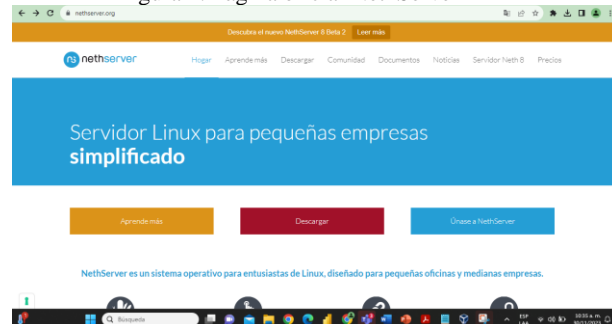 nethserver.org
Descubra el nuevo NethServer 8 Beta 2 Leer más
nethserver Hogar Aprende más Descargar Comunidad Documentos Noticias Servidor Neth 8 Precios
Servidor Linux para pequeñas empresas
simplificado
Aprende más Descargar Únase a NethServer
NethServer es un sistema operativo para entusiastas de Linux, diseñado para pequeñas oficinas y medianas empresas.
Búsqueda ESP